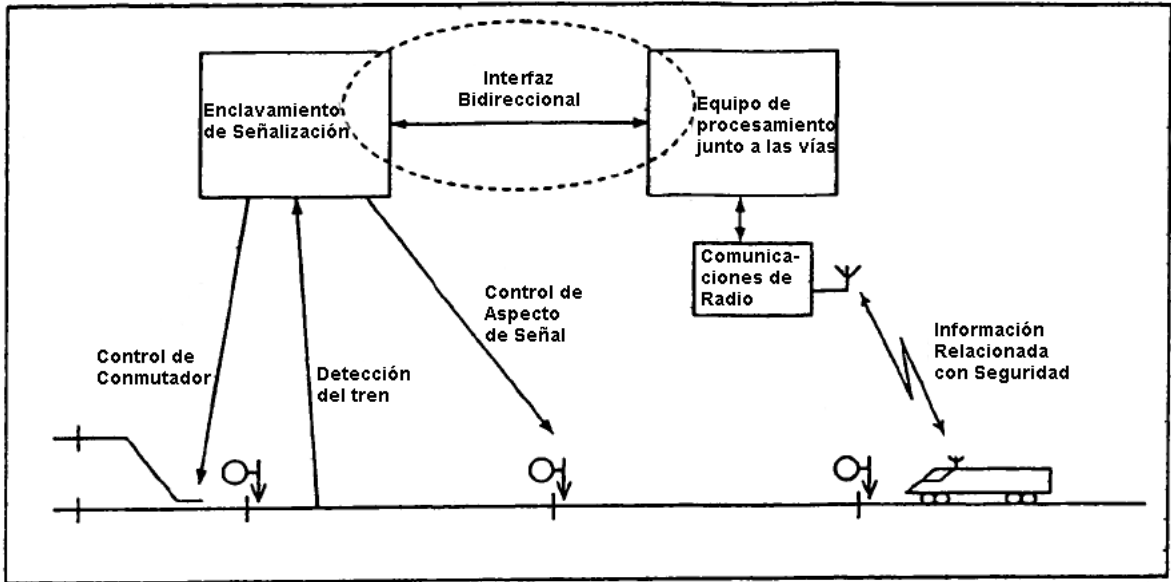 Enclavamiento
de Señalización
Interfaz
Bidireccional
Equipo de
procesamiento
junto a las vías
Comunica-
ciones de
Radio
Control de
Aspecto
de Señal
Información
Relacionada
con Seguridad
Control de
Conmutador
Detección
del tren